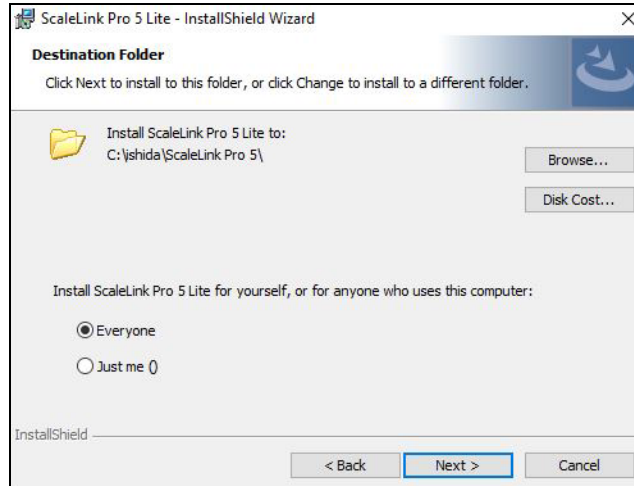 ScaleLink Pro 5 Lite - InstallShield Wizard
Destination Folder
Click Next to install to this folder, or click Change to install to a different folder.
Install ScaleLink Pro 5 Lite to:
C:\ishida\ScaleLink Pro 5\
Browse...
Disk Cost...
Install ScaleLink Pro 5 Lite for yourself, or for anyone who uses this computer:
Everyone
Just me ()
InstallShield
< Back
Next >
Cancel